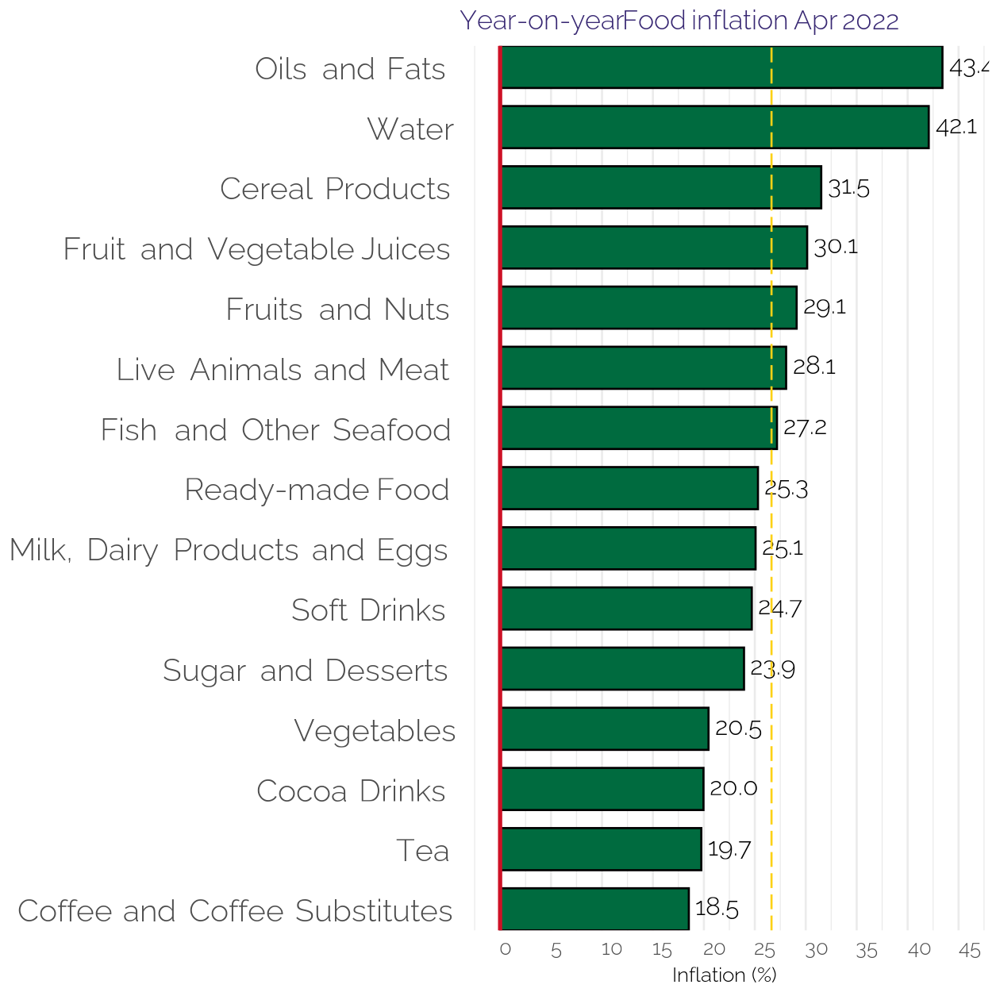 Year-on-yearFood inflation Apr 2022
Oils and Fats 43.4
Water 42.1
Cereal Products 31.5
Fruit and Vegetable Juices 30.1
Fruits and Nuts 29.1
Live Animals and Meat 28.1
Fish and Other Seafood 27.2
Ready-made Food 25.3
Milk, Dairy Products and Eggs 25.1
Soft Drinks 24.7
Sugar and Desserts 23.9
Vegetables 20.5
Cocoa Drinks 20.0
Tea 19.7
Coffee and Coffee Substitutes 18.5
0 5 10 15 20 25 30 35 40 45
Inflation (%)